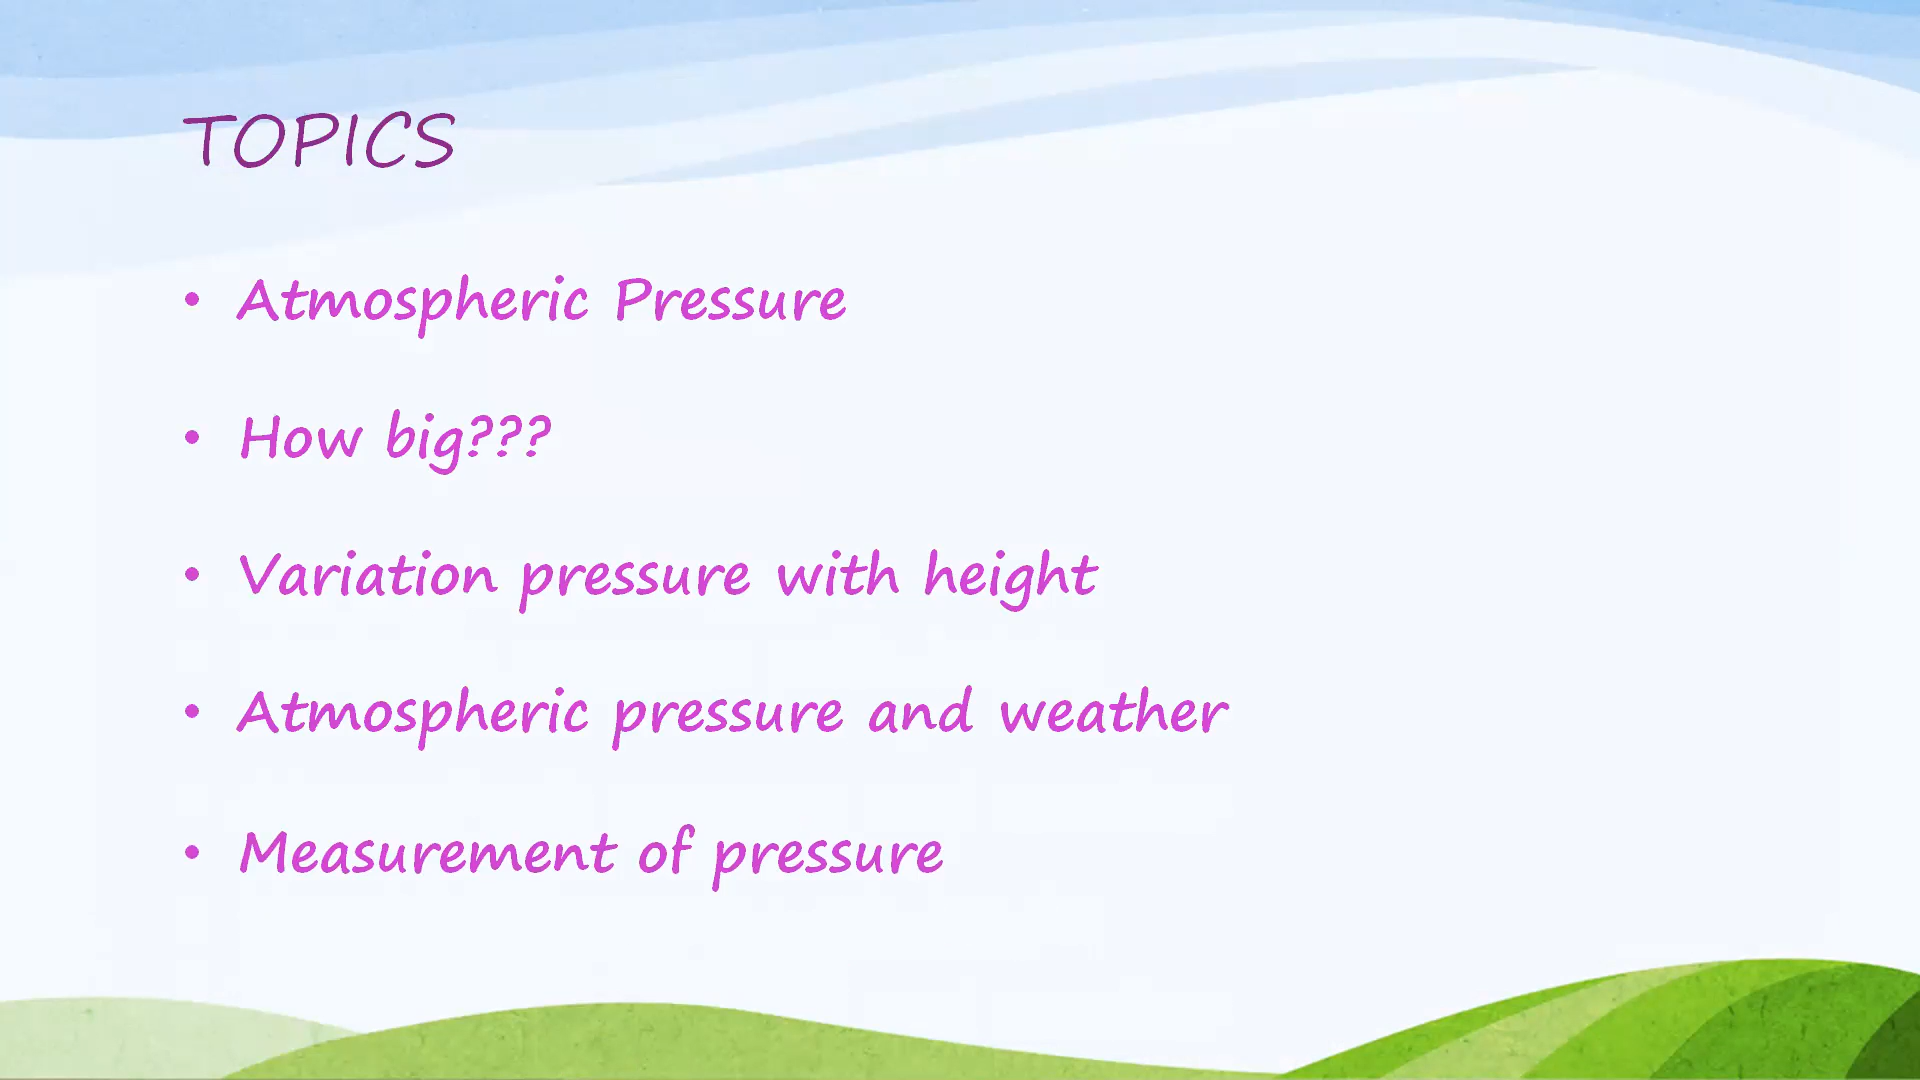 TOPICS
• Atmospheric Pressure
• How big???
• Variation pressure with height
• Atmospheric pressure and weather
• Measurement of pressure